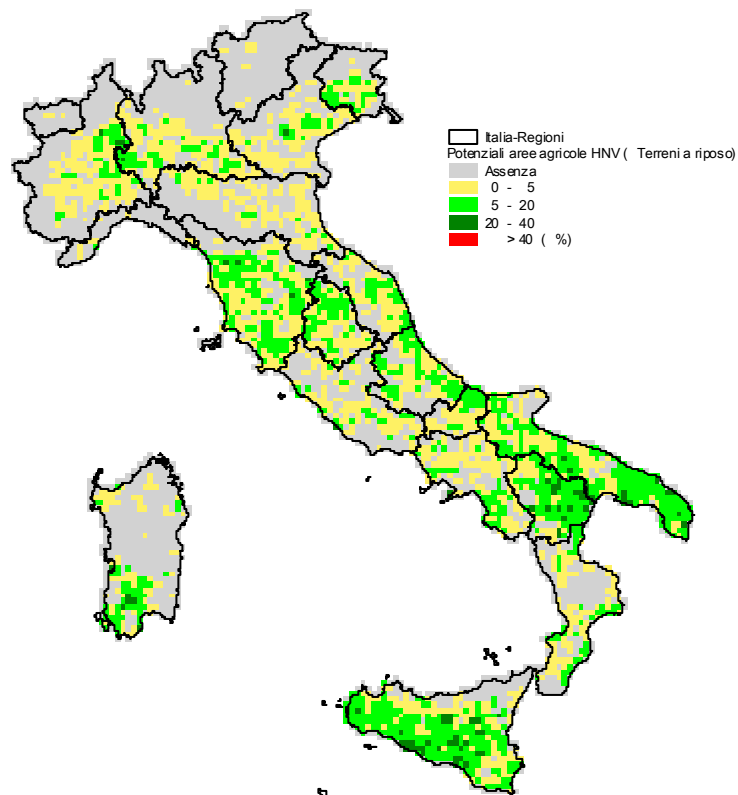 Italia-Regioni
Potenziali aree agricole HNV ( Terreni a riposo)
Assenza
0 - 5
5 - 20
20 - 40
> 40 ( %)